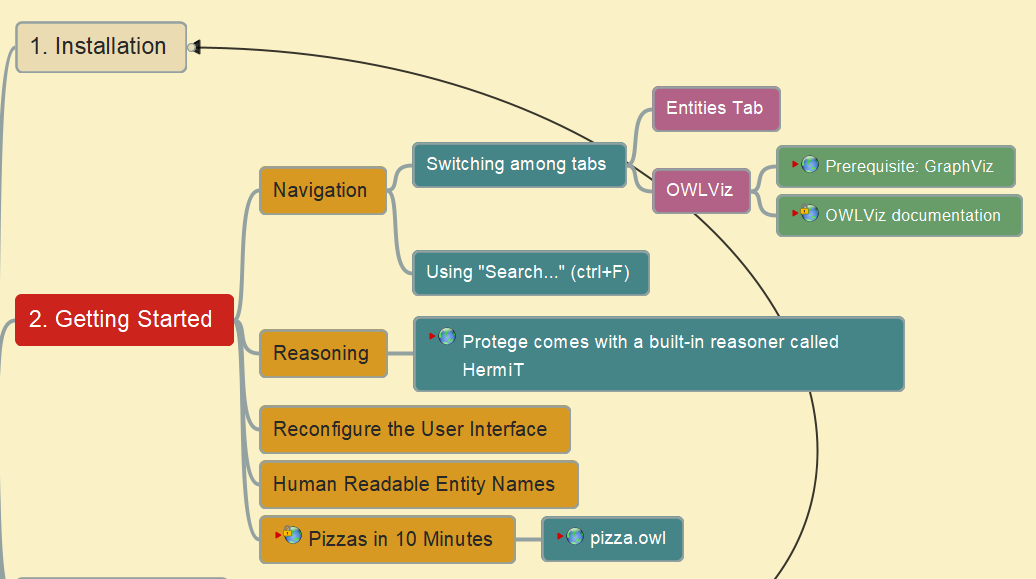 1. Installation
Entities Tab
Switching among tabs
Prerequisite: GraphViz
Navigation
OWLViz
OWLViz documentation
Using "Search..." (ctrl+F)
2. Getting Started
Reasoning
Protege comes with a built-in reasoner called
HermiT
Reconfigure the User Interface
Human Readable Entity Names
Pizzas in 10 Minutes
pizza.owl